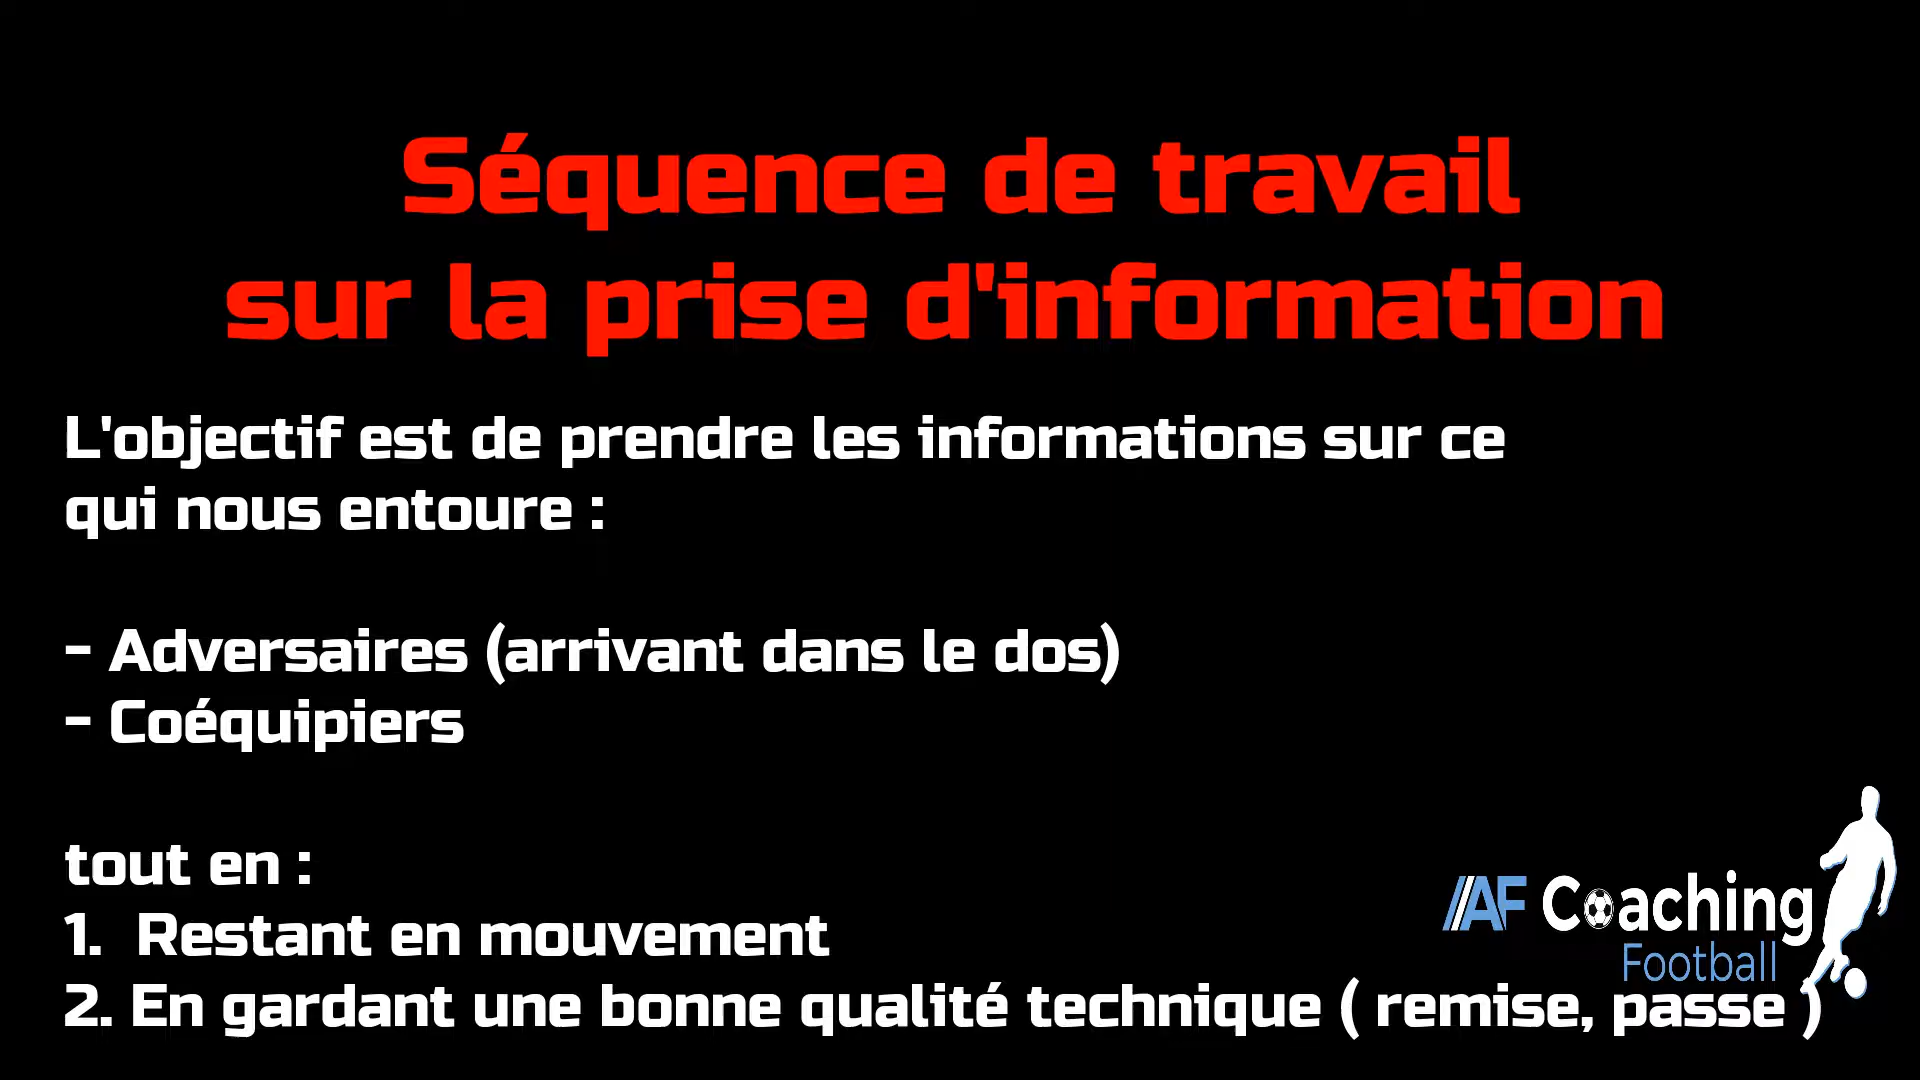 Séquence de travail
sur la prise d'information
L'objectif est de prendre les informations sur ce
qui nous entoure :
- Adversaires (arrivant dans le dos)
- Coéquipiers
tout en :
1. Restant en mouvement
2. En gardant une bonne qualité technique ( remise, passe )
AF Coaching
Football